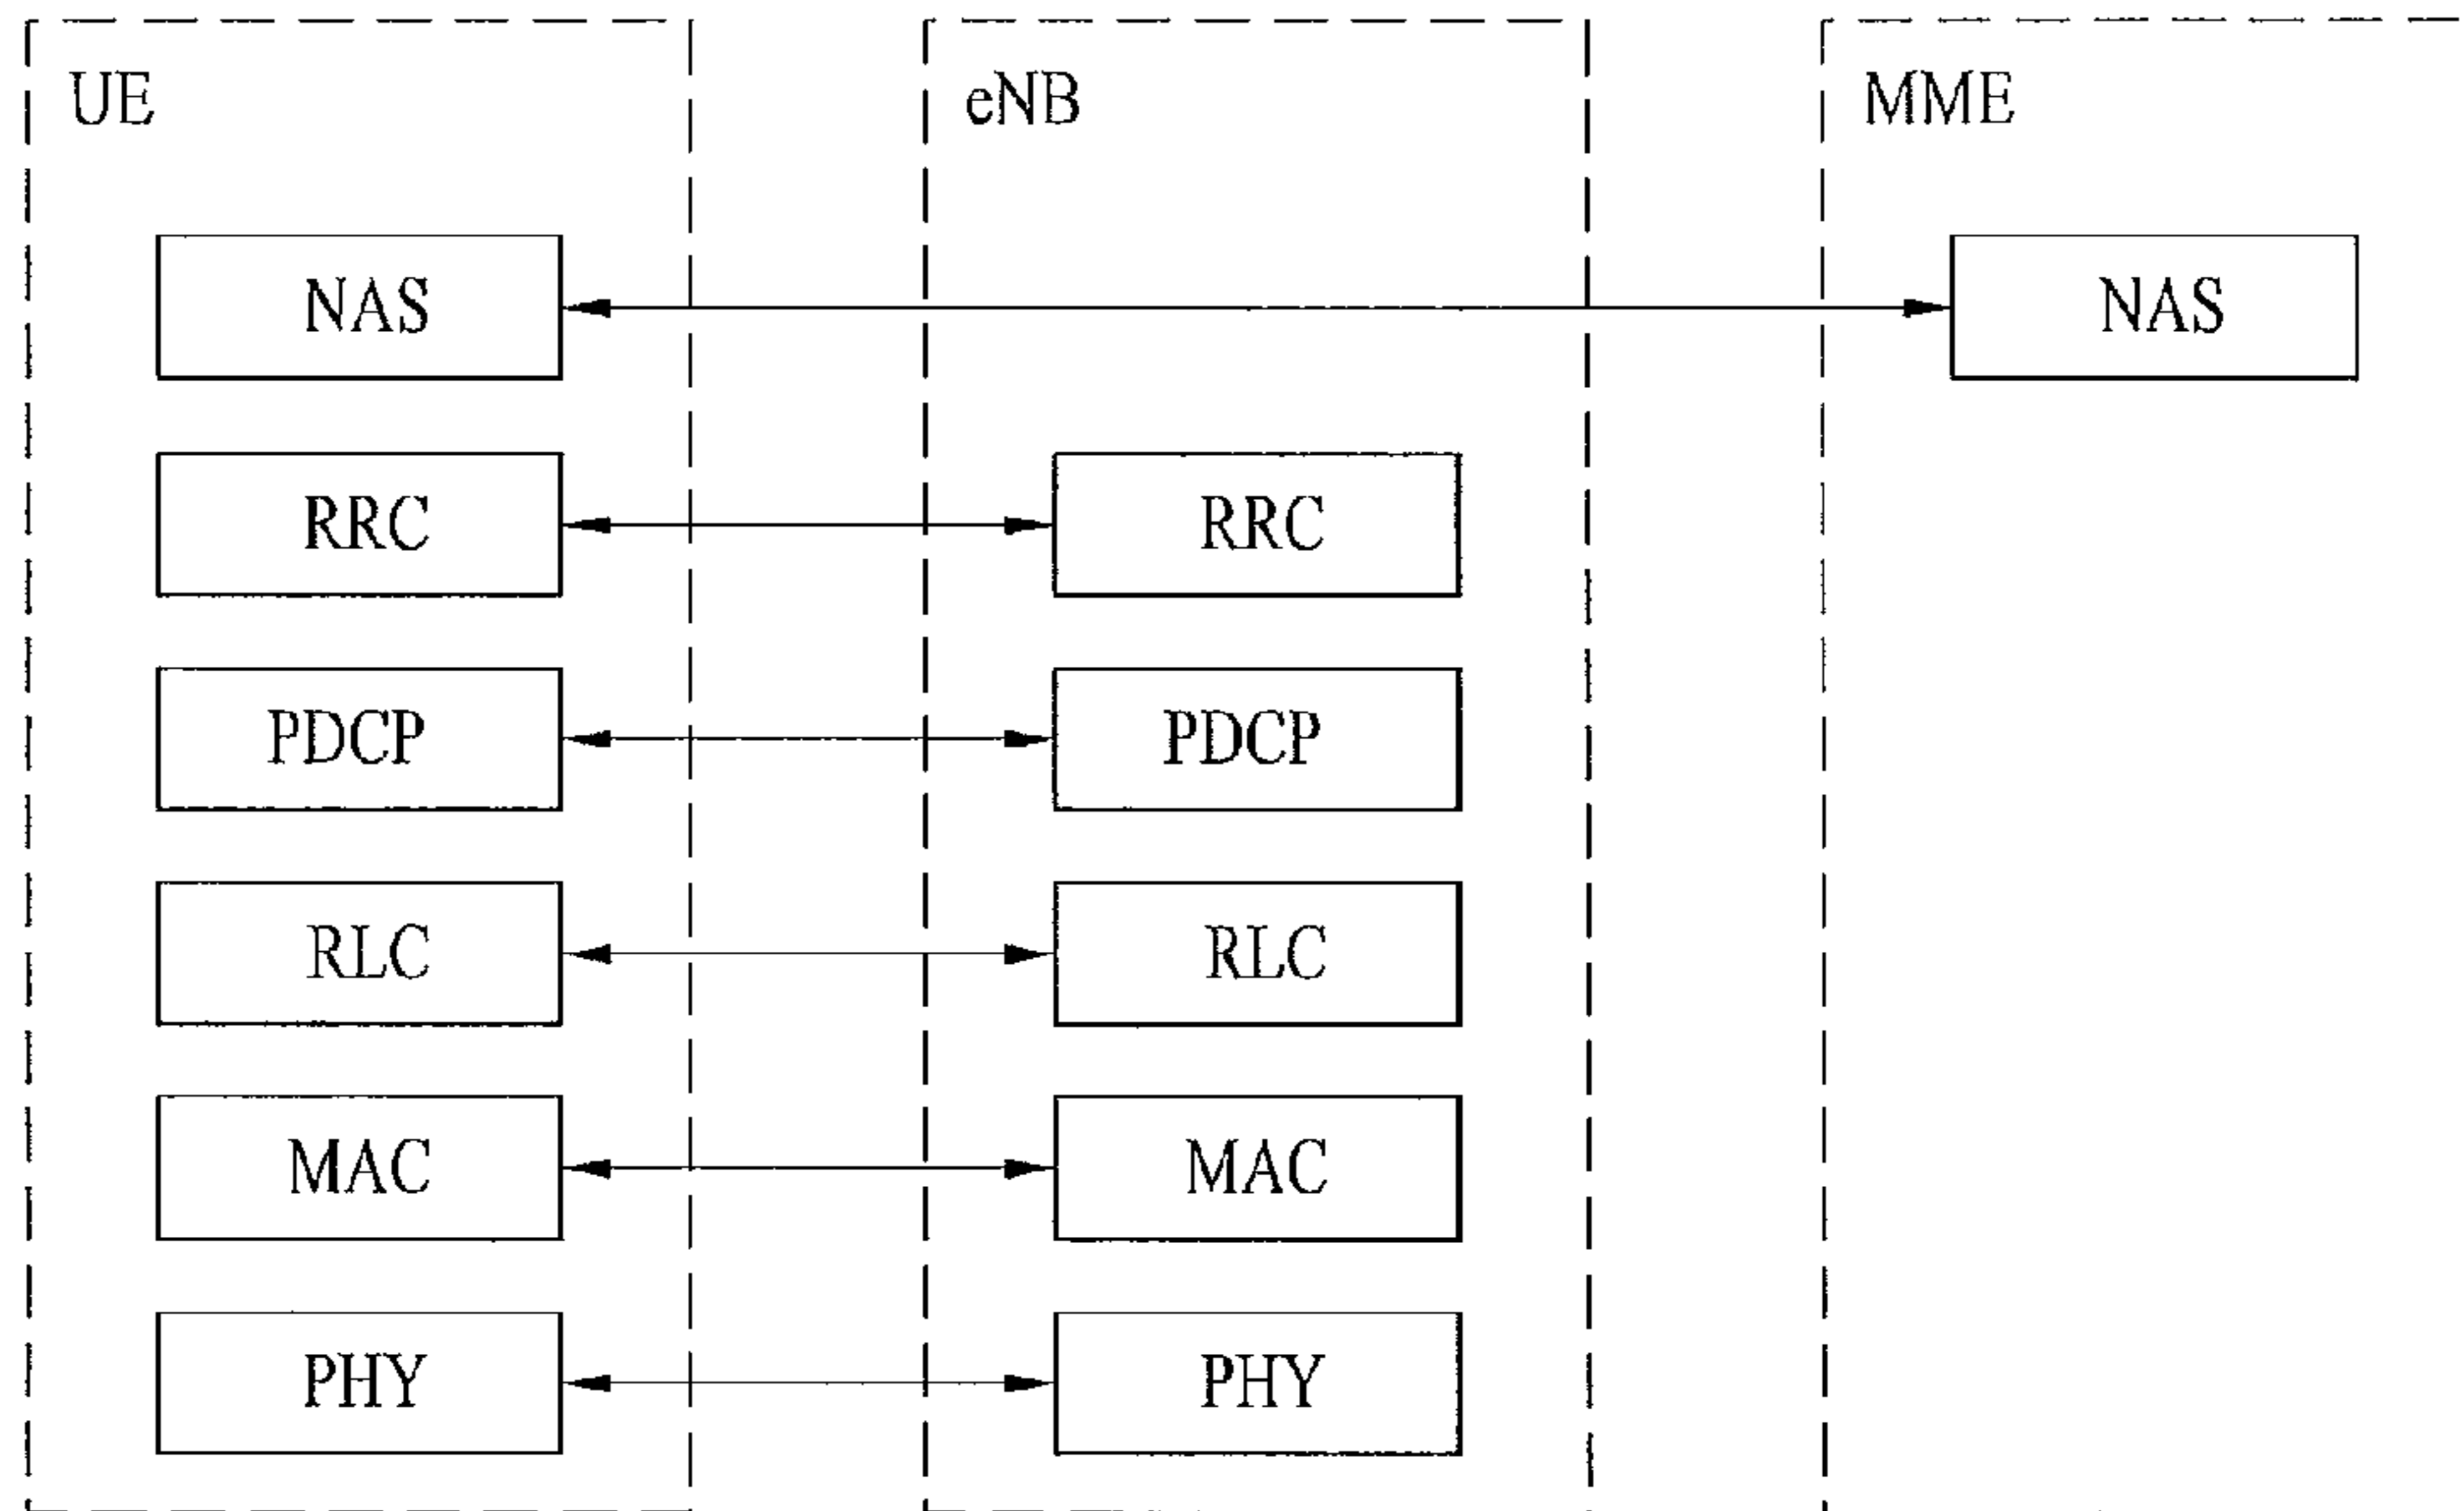 UE eNB MME
NAS NAS
RRC RRC
PDCP PDCP
RLC RLC
MAC MAC
PHY PHY